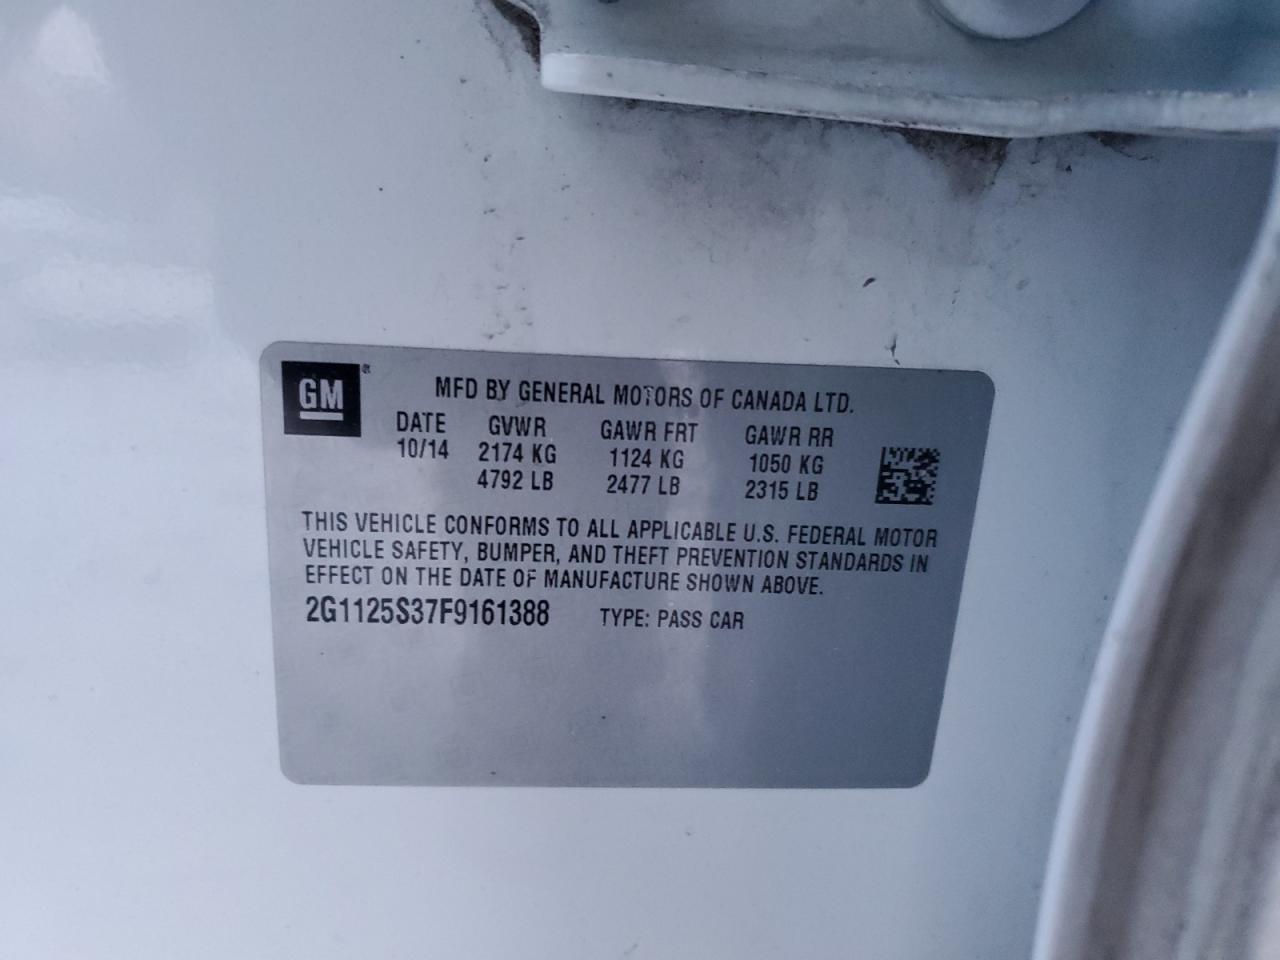 GM®
MFD BY GENERAL MOTORS OF CANADA LTD.
DATE GVWR GAWR FRT GAWR RR
10/14 2174 KG 1124 KG 1050 KG
4792 LB 2477 LB 2315 LB
THIS VEHICLE CONFORMS TO ALL APPLICABLE U.S. FEDERAL MOTOR
VEHICLE SAFETY, BUMPER, AND THEFT PREVENTION STANDARDS IN
EFFECT ON THE DATE OF MANUFACTURE SHOWN ABOVE.
2G1125S37F9161388 TYPE: PASS CAR